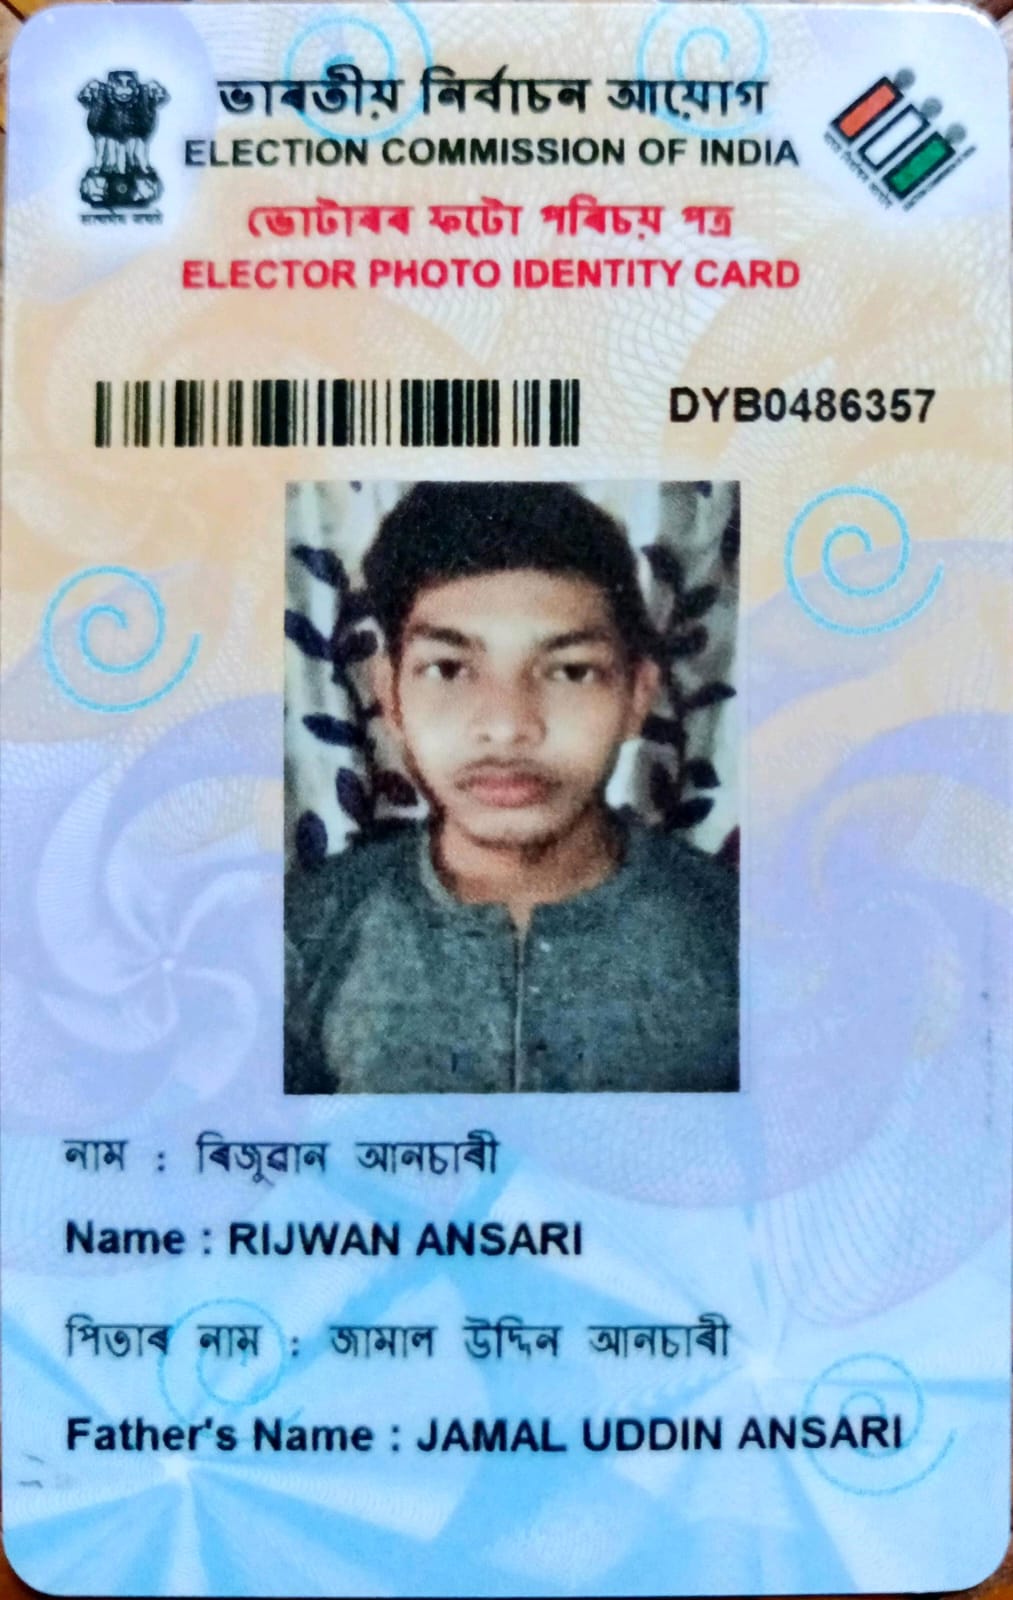 ভাৰতীয় নিৰ্বাচন আয়োগ
ELECTION COMMISSION OF INDIA
ভোটাৰৰ ফটো পৰিচয় পত্ৰ
ELECTOR PHOTO IDENTITY CARD
DYB0486357
নাম : ৰিজুৱান আনচাৰী
Name : RIJWAN ANSARI
পিতাৰ নাম : জামাল উদ্দিন আনচাৰী
Father's Name : JAMAL UDDIN ANSARI